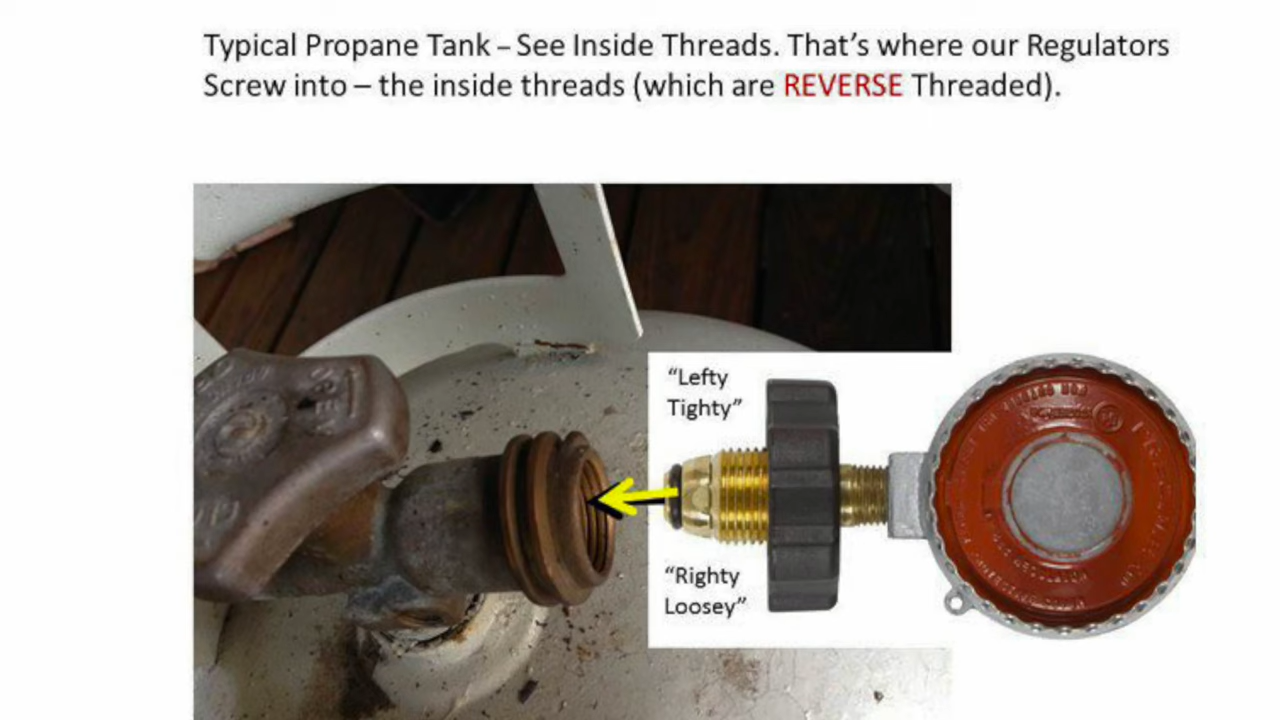 Typical Propane Tank – See Inside Threads. That's where our Regulators
Screw into – the inside threads (which are REVERSE Threaded).
"Lefty
Tighty"
"Righty
Loosey"